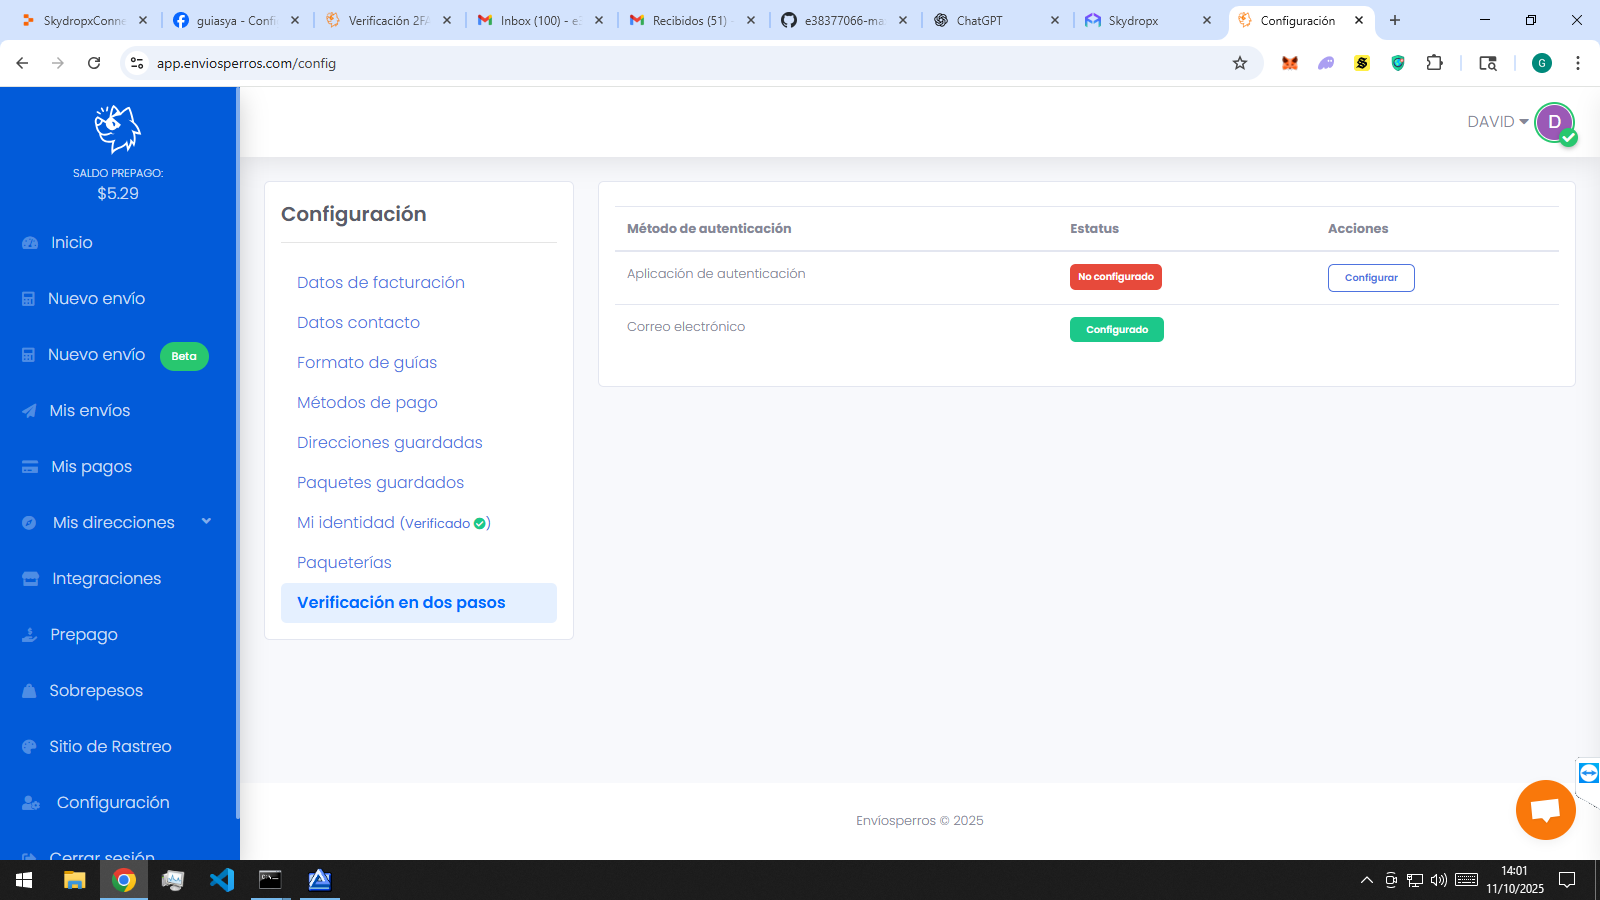 SkydropxConne
guiasya - Confi
Verificación 2FA
Inbox (100) - e3
Recibidos (51) -
e38377066-ma
ChatGPT
Skydropx
Configuración
app.enviosperros.com/config
G
SALDO PREPAGO:
$5.29
Inicio
Nuevo envío
Nuevo envío Beta
Mis envíos
Mis pagos
Mis direcciones
Integraciones
Prepago
Sobrepesos
Sitio de Rastreo
Configuración
Cerrar sesión
DAVID
D
Configuración
Datos de facturación
Datos contacto
Formato de guías
Métodos de pago
Direcciones guardadas
Paquetes guardados
Mi identidad (Verificado)
Paqueterías
Verificación en dos pasos
Método de autenticación Estatus Acciones
Aplicación de autenticación No configurado Configurar
Correo electrónico Configurado
Envíosperros © 2025
14:01
11/10/2025